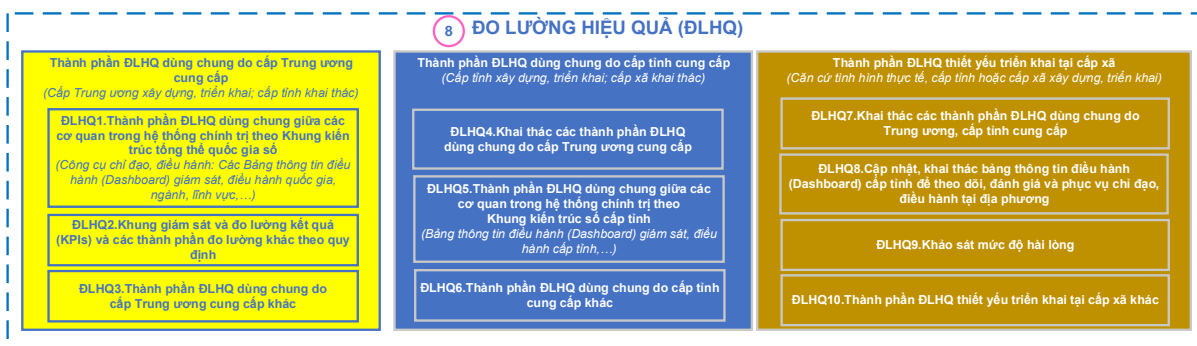 8 ĐO LƯỜNG HIỆU QUẢ (ĐLHQ)
Thành phần ĐLHQ dùng chung do cấp Trung ương
cung cấp
(Cấp Trung ương xây dựng, triển khai; cấp tỉnh khai thác)
ĐLHQ1.Thành phần ĐLHQ dùng chung giữa các
cơ quan trong hệ thống chính trị theo Khung kiến
trúc tổng thể quốc gia số
(Công cụ chỉ đạo, điều hành: Các Bảng thông tin điều
hành (Dashboard) giám sát, điều hành quốc gia,
ngành, lĩnh vực,…)
ĐLHQ2.Khung giám sát và đo lường kết quả
(KPIs) và các thành phần đo lường khác theo quy
định
ĐLHQ3.Thành phần ĐLHQ dùng chung do
cấp Trung ương cung cấp khác
Thành phần ĐLHQ dùng chung do cấp tỉnh cung cấp
(Cấp tỉnh xây dựng, triển khai; cấp xã khai thác)
ĐLHQ4.Khai thác các thành phần ĐLHQ
dùng chung do cấp Trung ương cung cấp
ĐLHQ5.Thành phần ĐLHQ dùng chung giữa các
cơ quan trong hệ thống chính trị theo
Khung kiến trúc số cấp tỉnh
(Bảng thông tin điều hành (Dashboard) giám sát, điều
hành cấp tỉnh,…)
ĐLHQ6.Thành phần ĐLHQ dùng chung do cấp tỉnh
cung cấp khác
Thành phần ĐLHQ thiết yếu triển khai tại cấp xã
(Căn cứ tình hình thực tế, cấp tỉnh hoặc cấp xã xây dựng, triển khai)
ĐLHQ7.Khai thác các thành phần ĐLHQ dùng chung do
Trung ương, cấp tỉnh cung cấp
ĐLHQ8.Cập nhật, khai thác bảng thông tin điều hành
(Dashboard) cấp tỉnh để theo dõi, đánh giá và phục vụ chỉ đạo,
điều hành tại địa phương
ĐLHQ9.Khảo sát mức độ hài lòng
ĐLHQ10.Thành phần ĐLHQ thiết yếu triển khai tại cấp xã khác